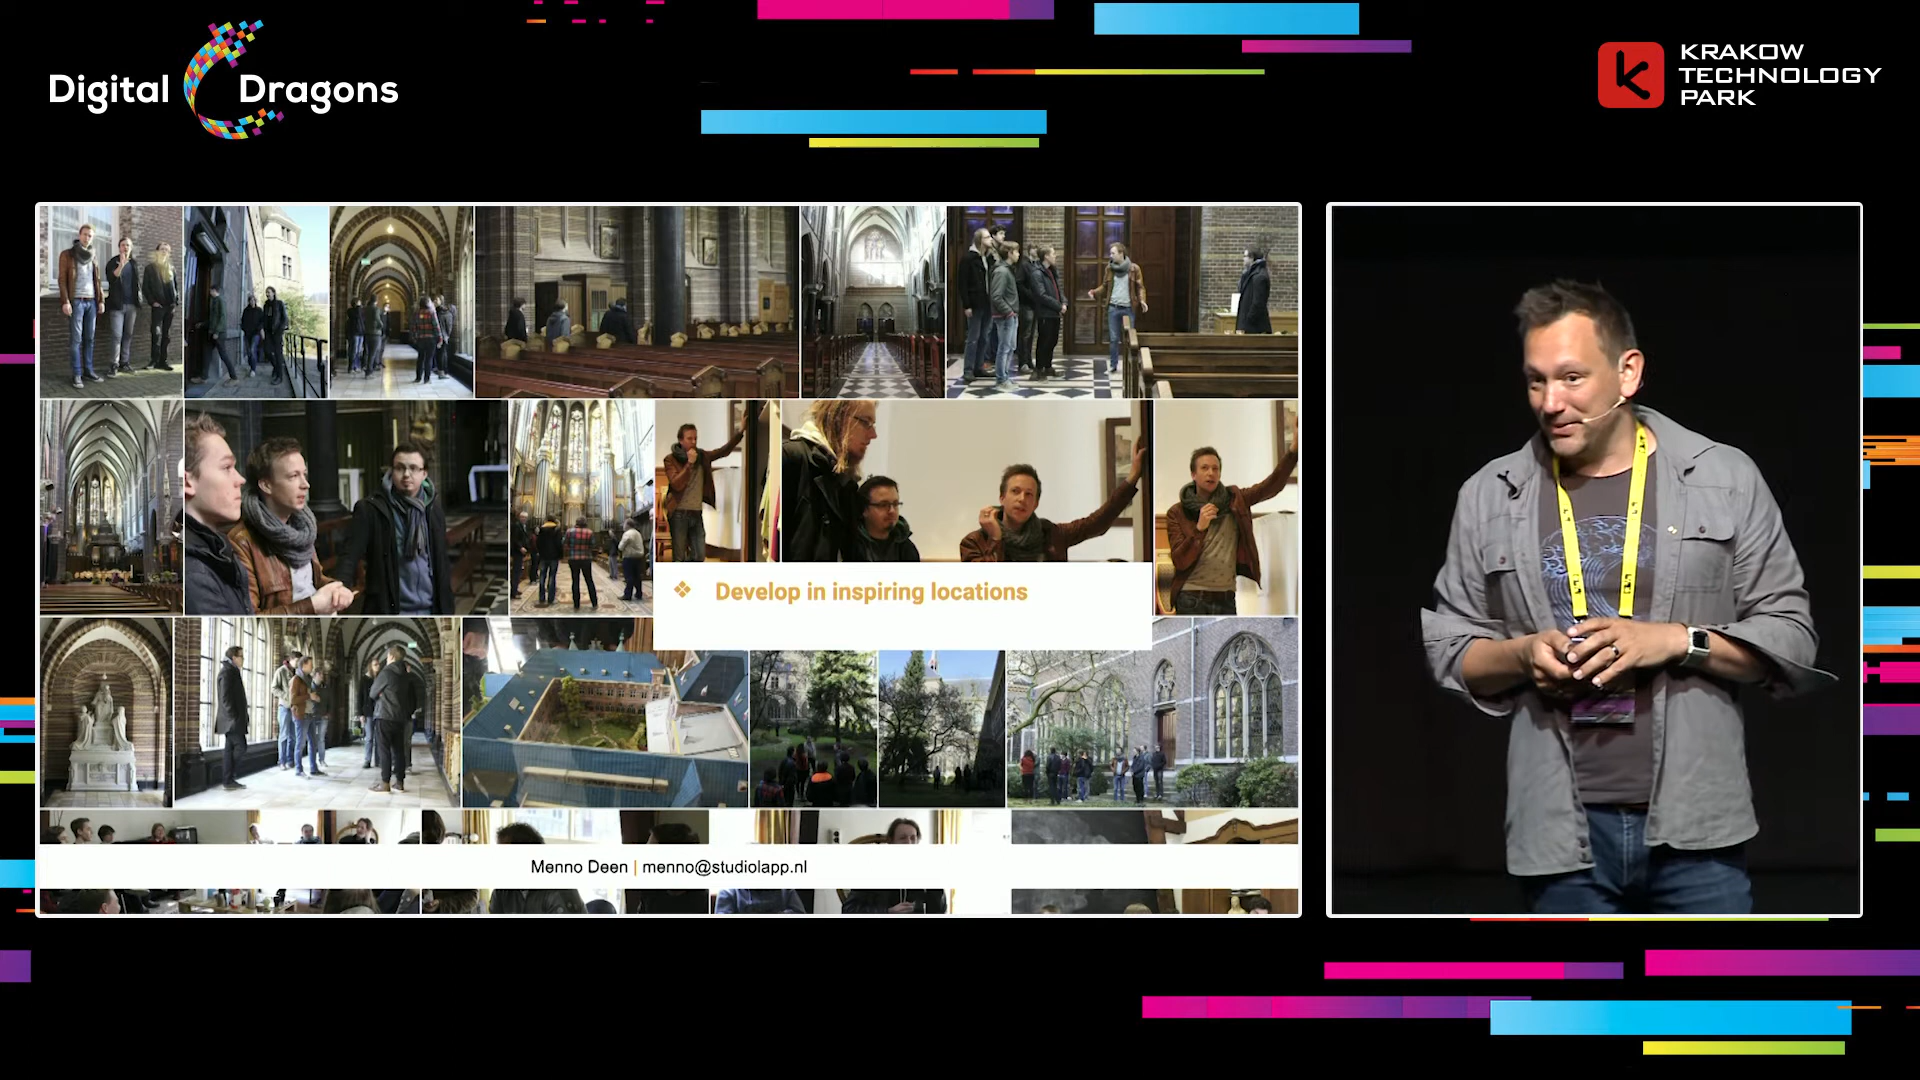 Digital Dragons
KRAKOW
TECHNOLOGY
PARK
❖ Develop in inspiring locations
Menno Deen | menno@studiolapp.nl